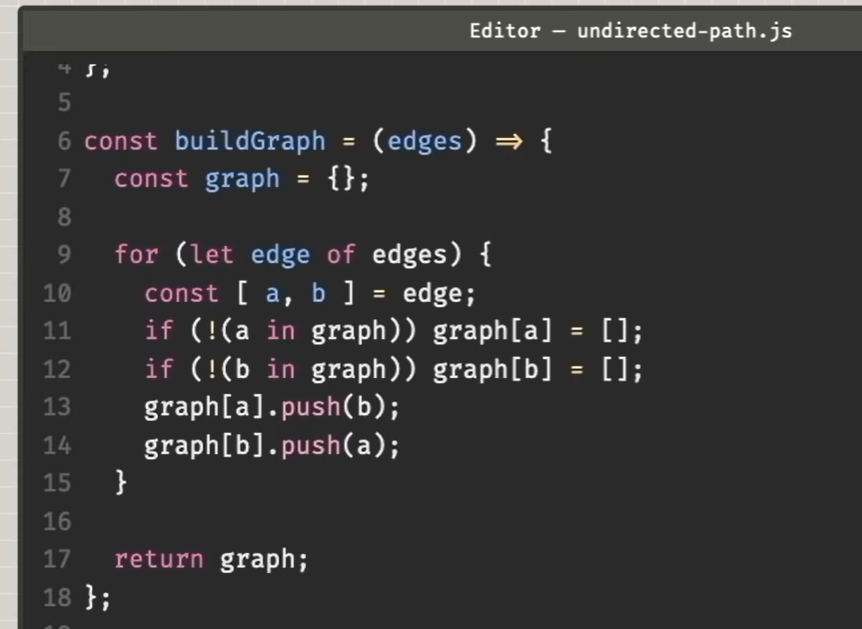 Editor – undirected-path.js
4 };
5
6 const buildGraph = (edges) => {
7   const graph = {};
8
9   for (let edge of edges) {
10     const [ a, b ] = edge;
11     if (!(a in graph)) graph[a] = [];
12     if (!(b in graph)) graph[b] = [];
13     graph[a].push(b);
14     graph[b].push(a);
15   }
16
17   return graph;
18 };